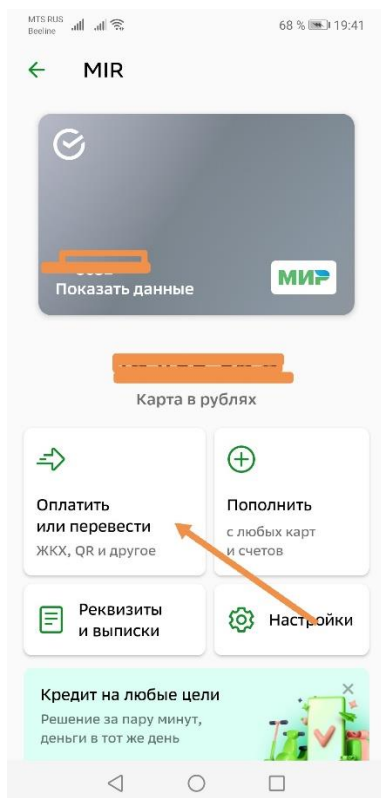 MTS RUS
Beeline
68 % 19:41
MIR
Показать данные
МИР
Карта в рублях
Оплатить
или перевести
ЖКХ, QR и другое
Пополнить
с любых карт
и счетов
Реквизиты
и выписки
Настройки
Кредит на любые цели
Решение за пару минут,
деньги в тот же день